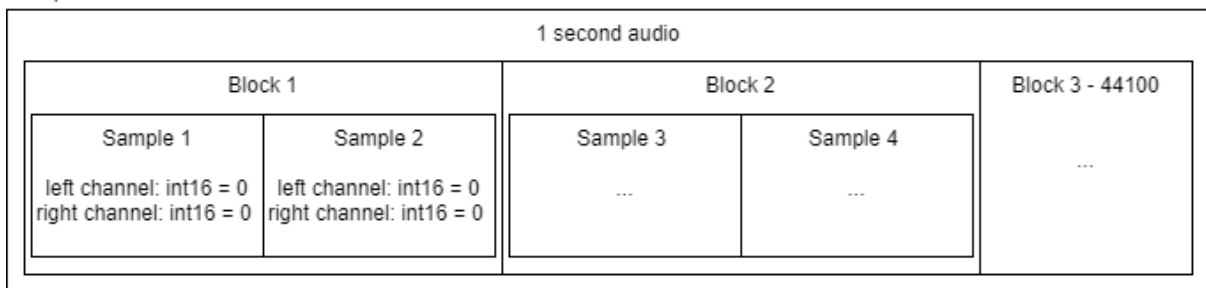 1 second audio
Block 1
Block 2
Block 3 - 44100
Sample 1
Sample 2
Sample 3
Sample 4
left channel: int16 = 0
right channel: int16 = 0
left channel: int16 = 0
right channel: int16 = 0
...
...
...